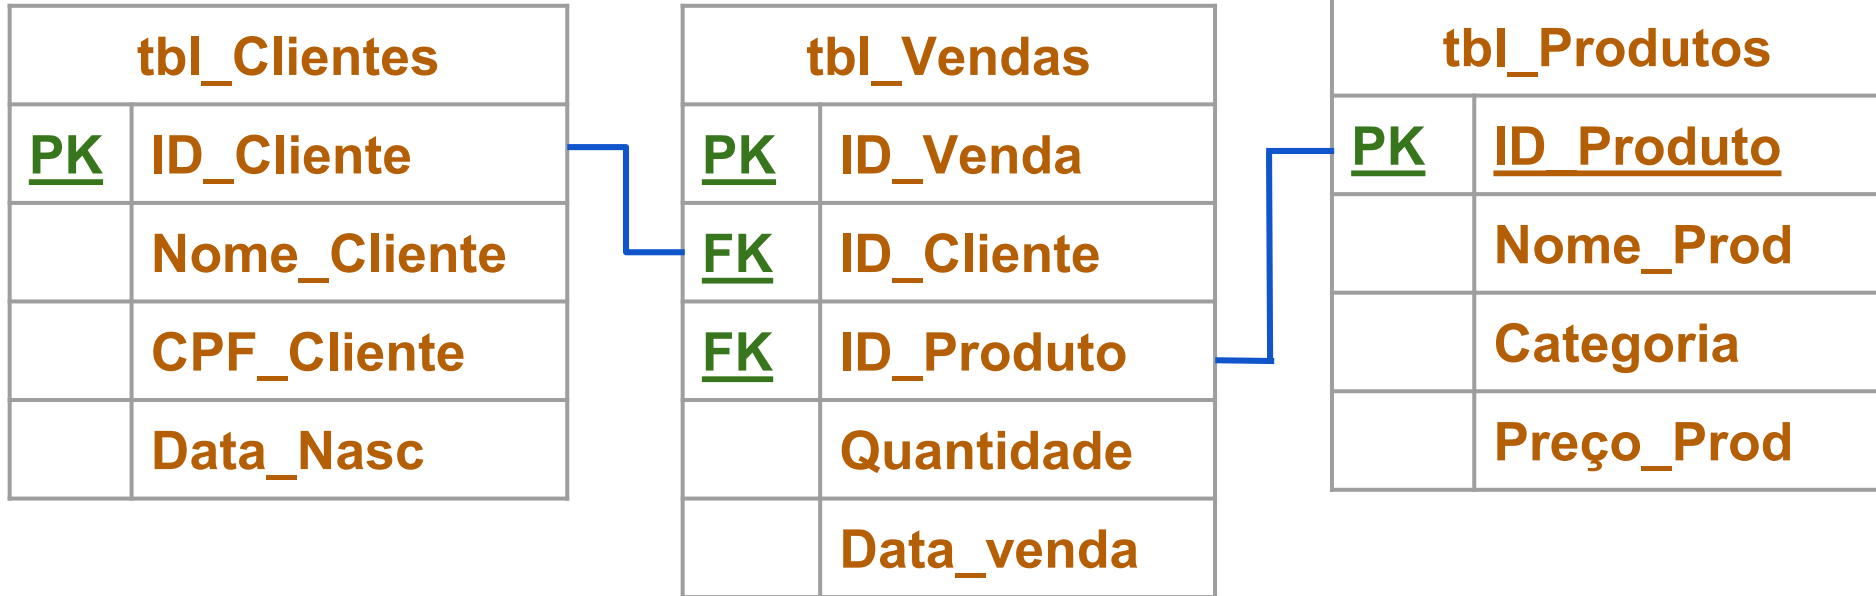 tbl_Clientes
PK ID_Cliente
Nome_Cliente
CPF_Cliente
Data_Nasc
tbl_Vendas
PK ID_Venda
FK ID_Cliente
FK ID_Produto
Quantidade
Data_venda
tbl_Produtos
PK ID_Produto
Nome_Prod
Categoria
Preço_Prod